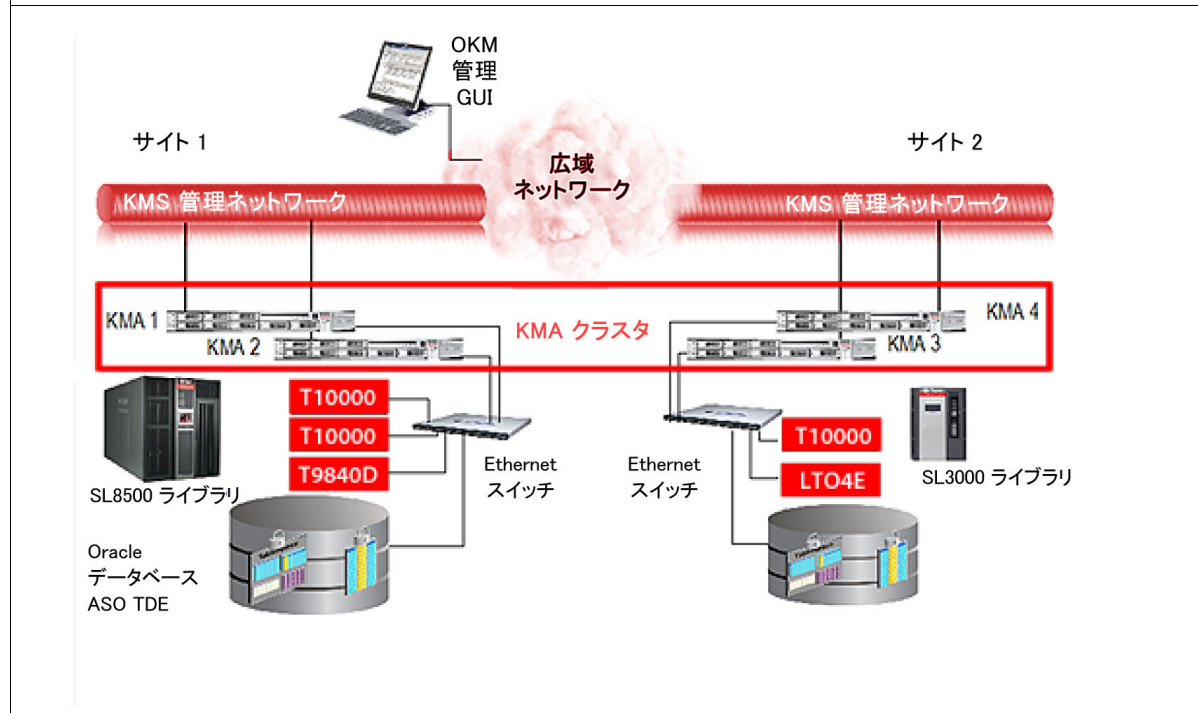 OKM
管理
GUI
サイト 1
サイト 2
広域
ネットワーク
KMS 管理ネットワーク
KMS 管理ネットワーク
KMA 1
KMA 2
KMA クラスタ
KMA 4
KMA 3
T10000
T10000
T9840D
SL8500 ライブラリ
Ethernet
スイッチ
Ethernet
スイッチ
T10000
LTO4E
SL3000 ライブラリ
Oracle
データベース
ASO TDE